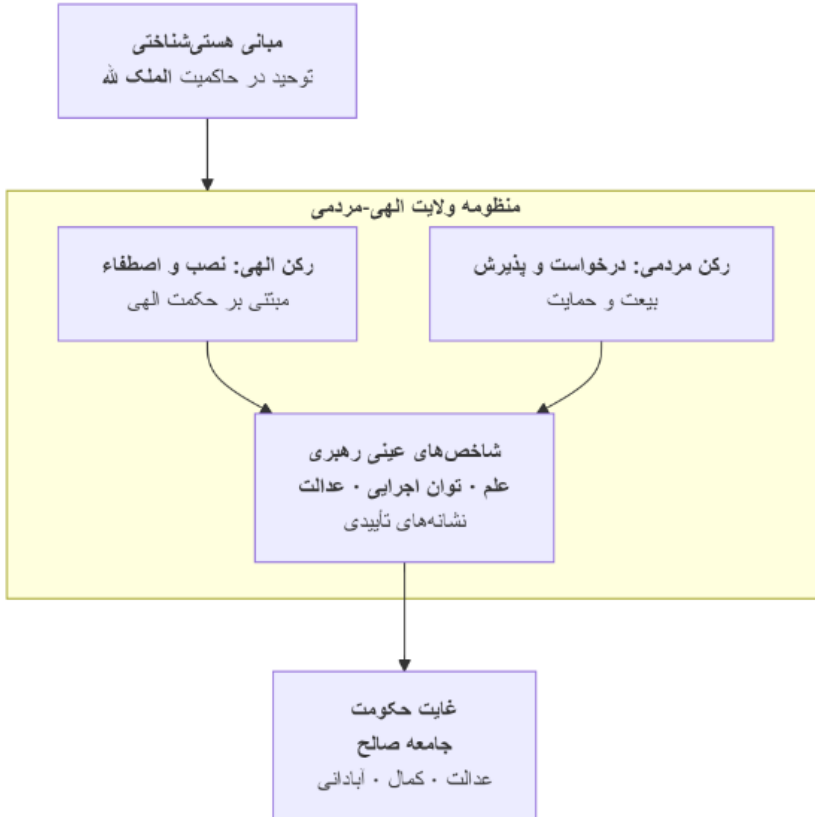 مبانی هستی‌شناختی
توحید در حاکمیت الملک لله
منظومه ولایت الهی-مردمی
رکن مردمی: درخواست و پذیرش
بیعت و حمایت
رکن الهی: نصب و اصطفاء
مبتنی بر حکمت الهی
شاخص‌های عینی رهبری
علم · توان اجرایی · عدالت
نشانه‌های تأییدی
غایت حکومت
جامعه صالح
عدالت · کمال · آبادانی